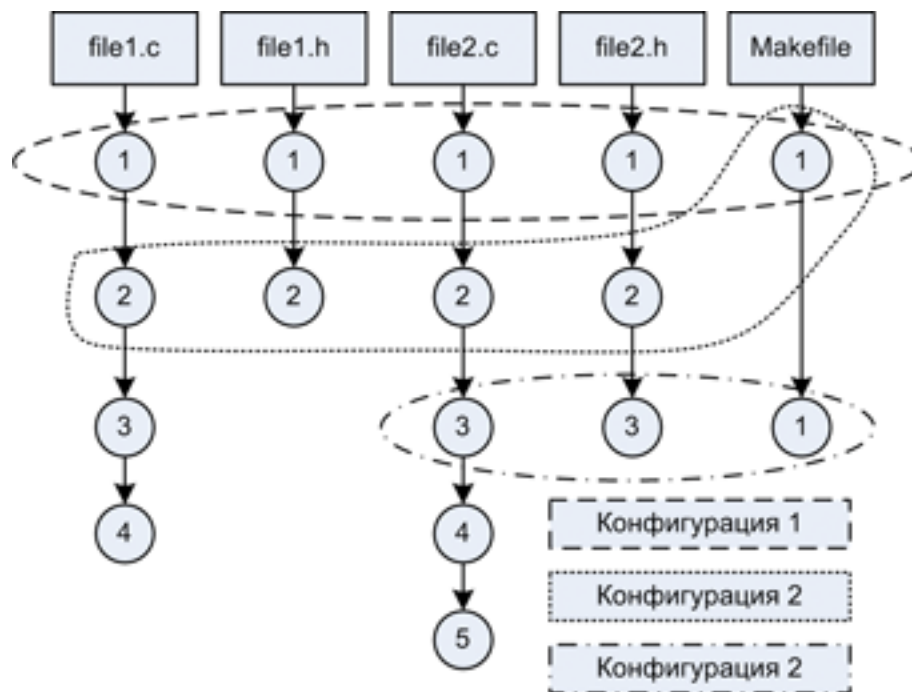 file1.c file1.h file2.c file2.h Makefile
1 1 1 1 1
2 2 2 2
3 3 3 1
4 4
5
Конфигурация 1
Конфигурация 2
Конфигурация 2